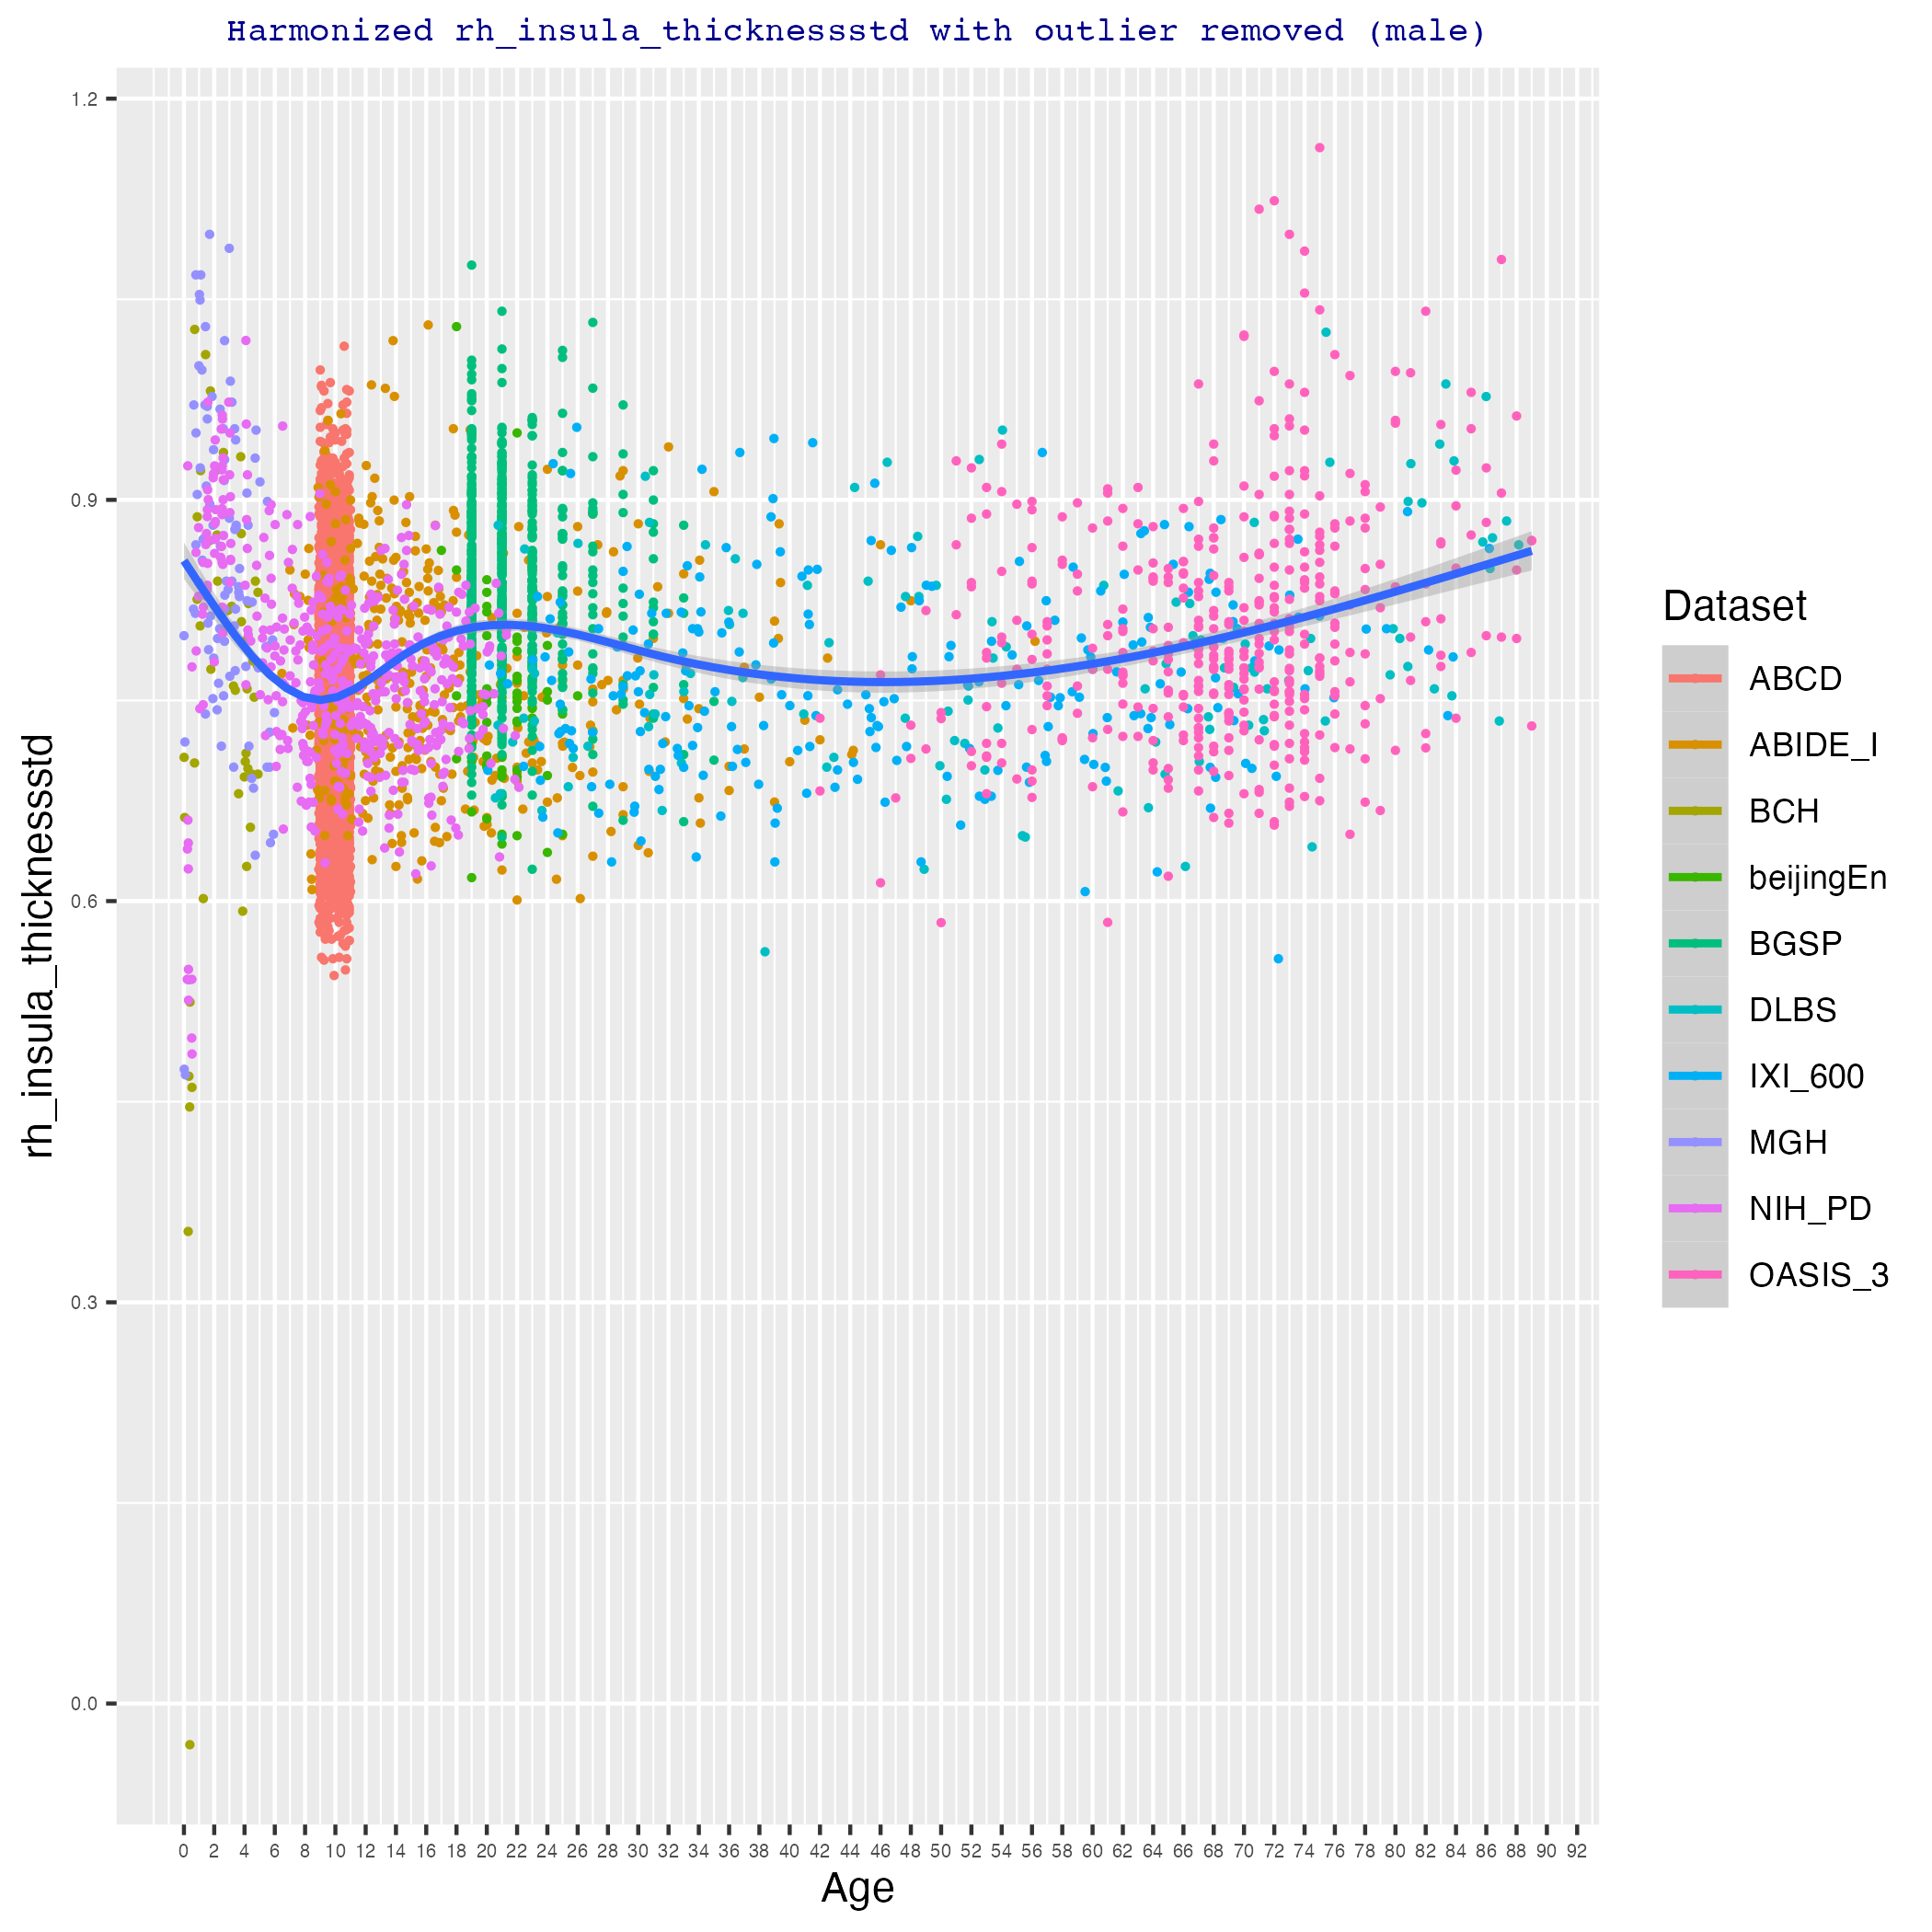 Harmonized rh_insula_thicknessstd with outlier removed (male)
rh_insula_thicknessstd
1.2
0.9
0.6
0.3
0.0
0 2 4 6 8 10 12 14 16 18 20 22 24 26 28 30 32 34 36 38 40 42 44 46 48 50 52 54 56 58 60 62 64 66 68 70 72 74 76 78 80 82 84 86 88 90 92
Age
Dataset
ABCD
ABIDE_I
BCH
beijingEn
BGSP
DLBS
IXI_600
MGH
NIH_PD
OASIS_3